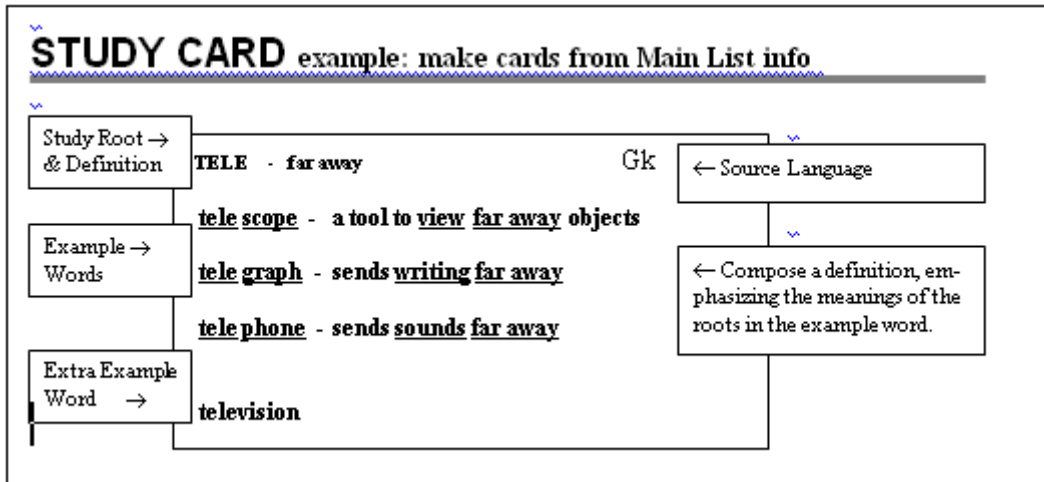 STUDY CARD example: make cards from Main List info
Study Root →
& Definition
TELE - far away
Gk
← Source Language
tele scope - a tool to view far away objects
Example →
Words
tele graph - sends writing far away
← Compose a definition, em-
phasizing the meanings of the
roots in the example word.
tele phone - sends sounds far away
Extra Example
Word →
television